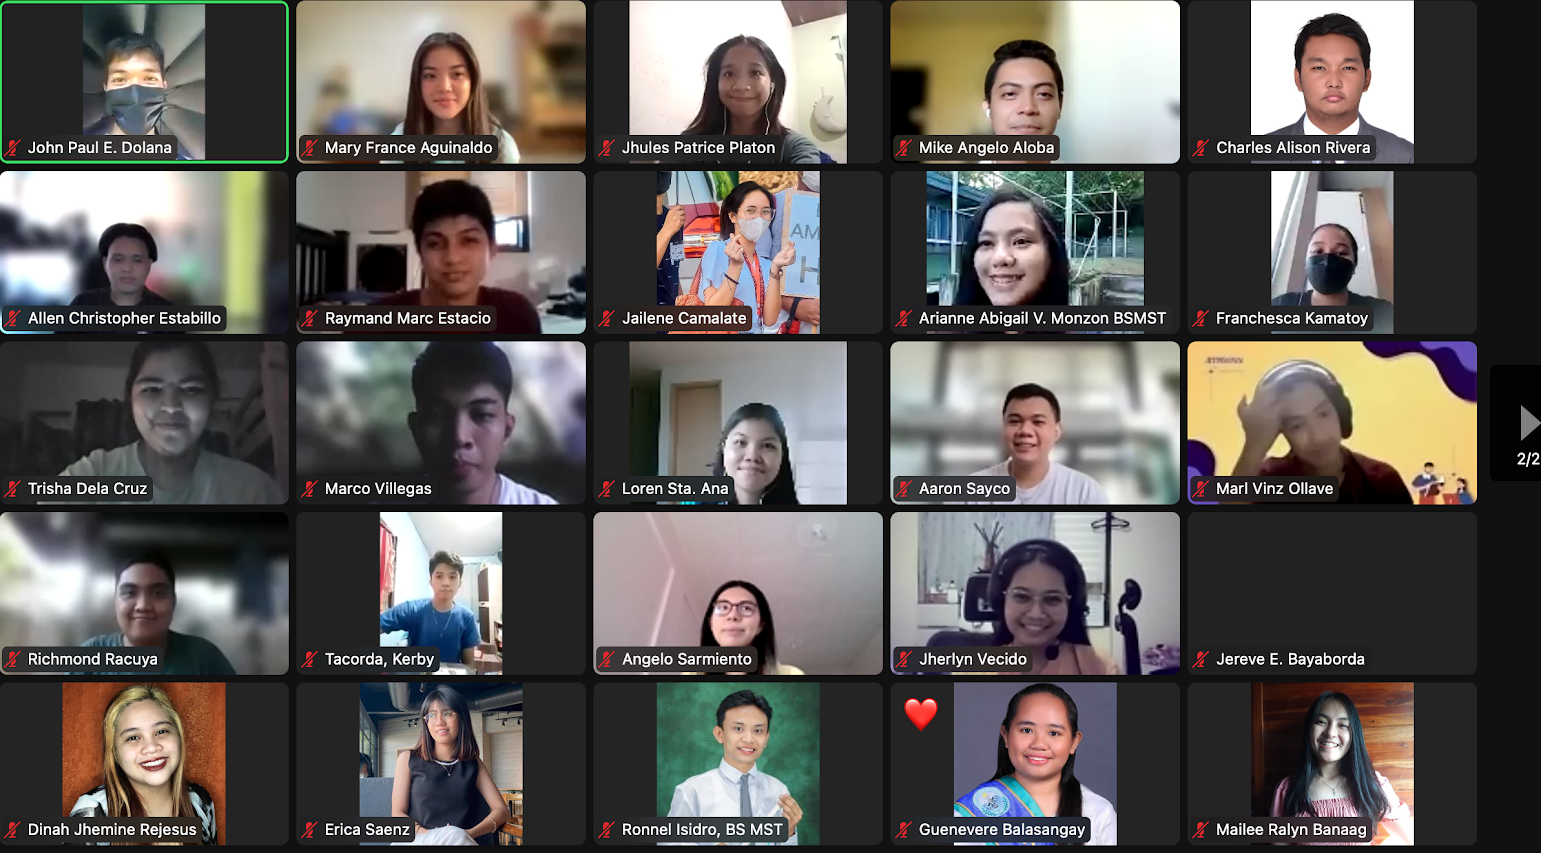 John Paul E. Dolana
Mary France Aguinaldo
Jhules Patrice Platon
Mike Angelo Aloba
Charles Alison Rivera
Allen Christopher Estabillo
Raymand Marc Estacio
AM
H
Jailene Camalate
Arianne Abigail V. Monzon BSMST
Franchesca Kamatoy
Trisha Dela Cruz
Marco Villegas
Loren Sta. Ana
Aaron Sayco
Marl Vinz Ollave
2/2
Richmond Racuya
Tacorda, Kerby
Angelo Sarmiento
Jherlyn Vecido
Jereve E. Bayaborda
Dinah Jhemine Rejesus
Erica Saenz
Ronnel Isidro, BS MST
Guenevere Balasangay
Mailee Ralyn Banaag